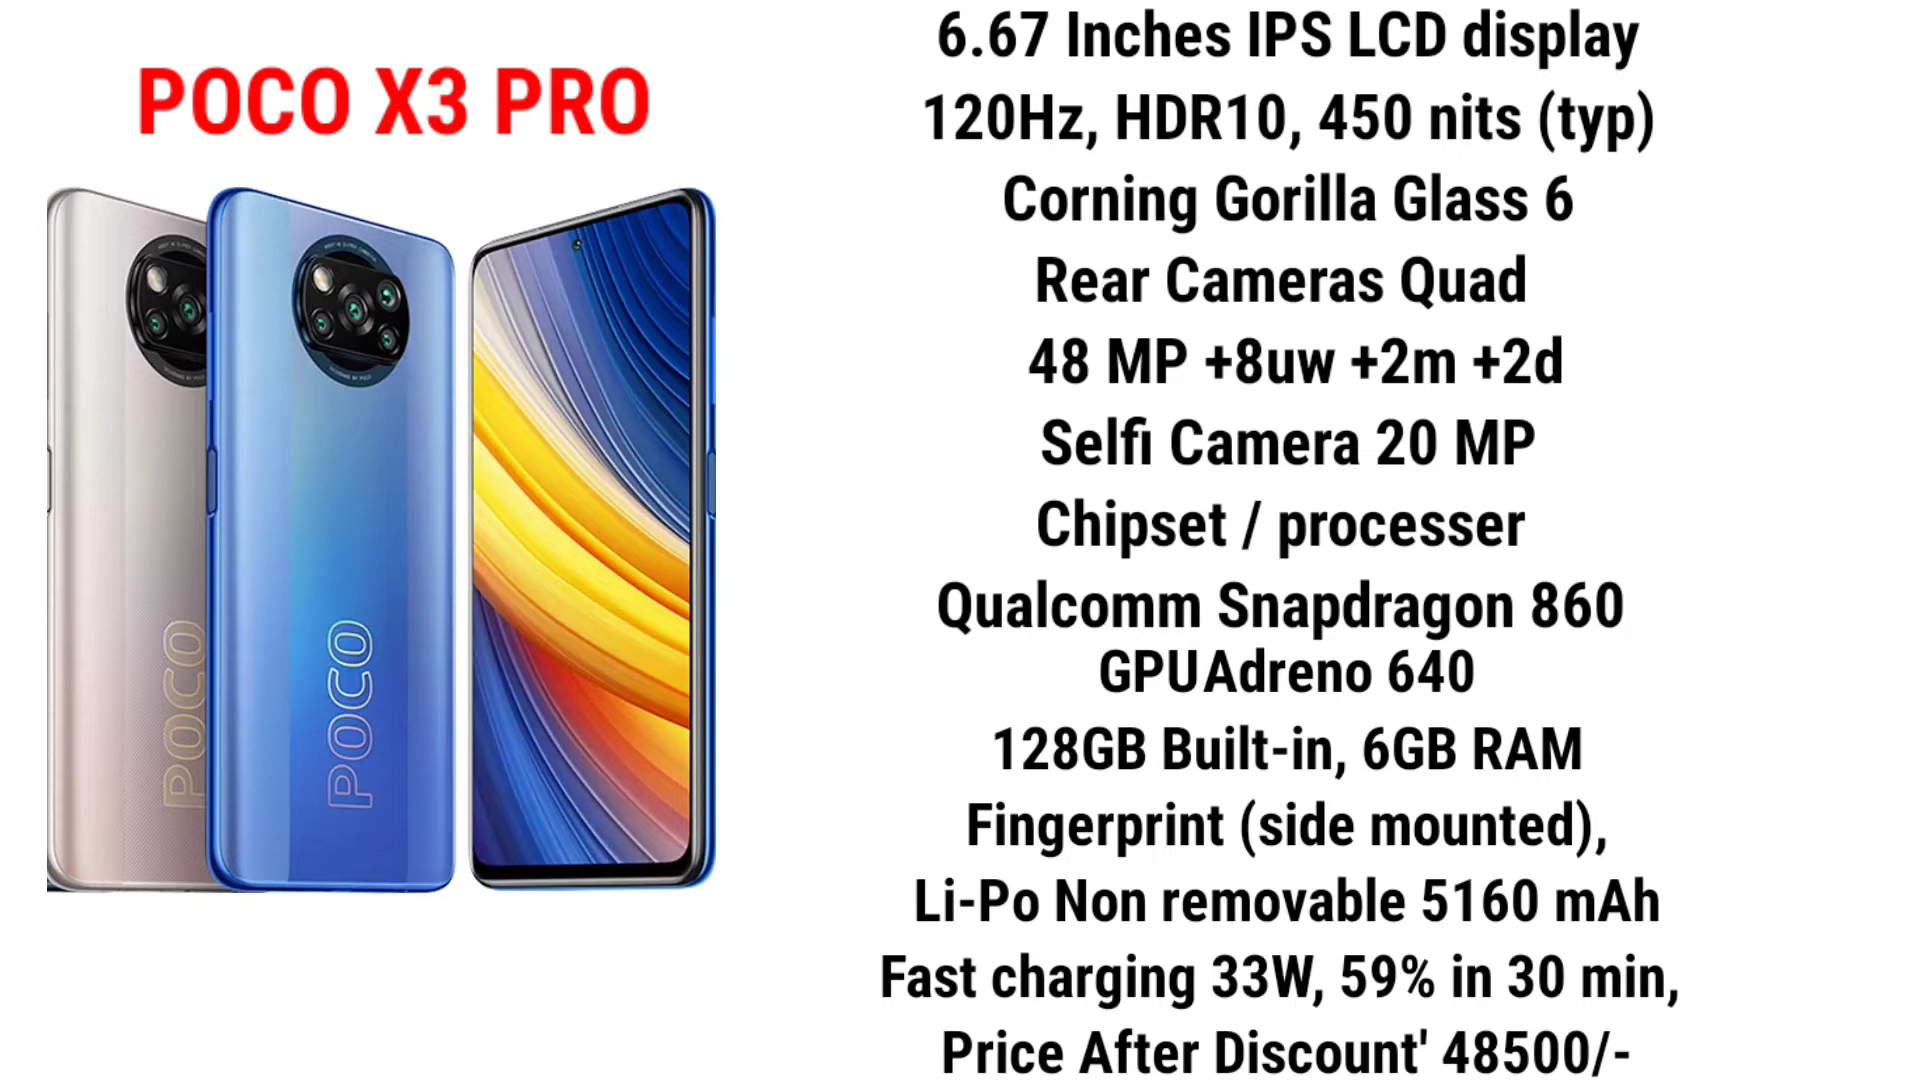 POCO X3 PRO
POCO
POCO
6.67 Inches IPS LCD display
120Hz, HDR10, 450 nits (typ)
Corning Gorilla Glass 6
Rear Cameras Quad
48 MP +8uw +2m +2d
Selfi Camera 20 MP
Chipset / processer
Qualcomm Snapdragon 860
GPU Adreno 640
128GB Built-in, 6GB RAM
Fingerprint (side mounted),
Li-Po Non removable 5160 mAh
Fast charging 33W, 59% in 30 min,
Price After Discount' 48500/-